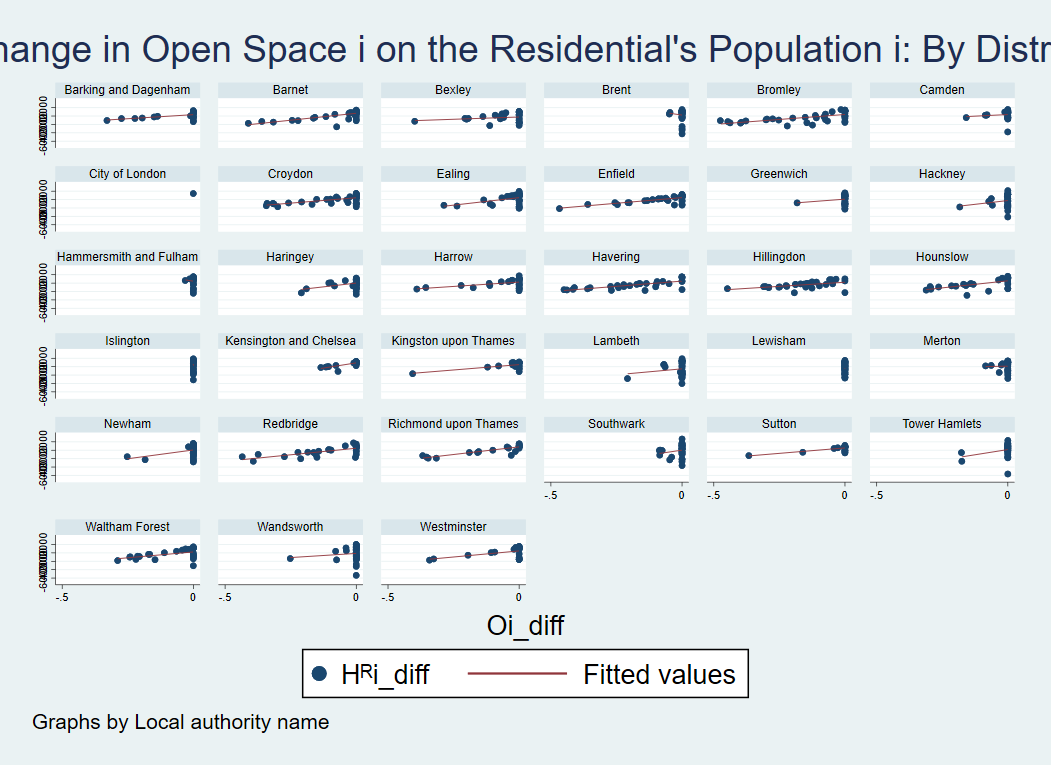 hange in Open Space i on the Residential's Population i: By Distr
Barking and Dagenham Barnet Bexley Brent Bromley Camden
City of London Croydon Ealing Enfield Greenwich Hackney
Hammersmith and Fulham Haringey Harrow Havering Hillingdon Hounslow
Islington Kensington and Chelsea Kingston upon Thames Lambeth Lewisham Merton
Newham Redbridge Richmond upon Thames Southwark Sutton Tower Hamlets
-.5 0 -.5 0 -.5 0
Waltham Forest Wandsworth Westminster
-.5 0 -.5 0 -.5 0
Oi_diff
HᴿI_diff Fitted values
Graphs by Local authority name